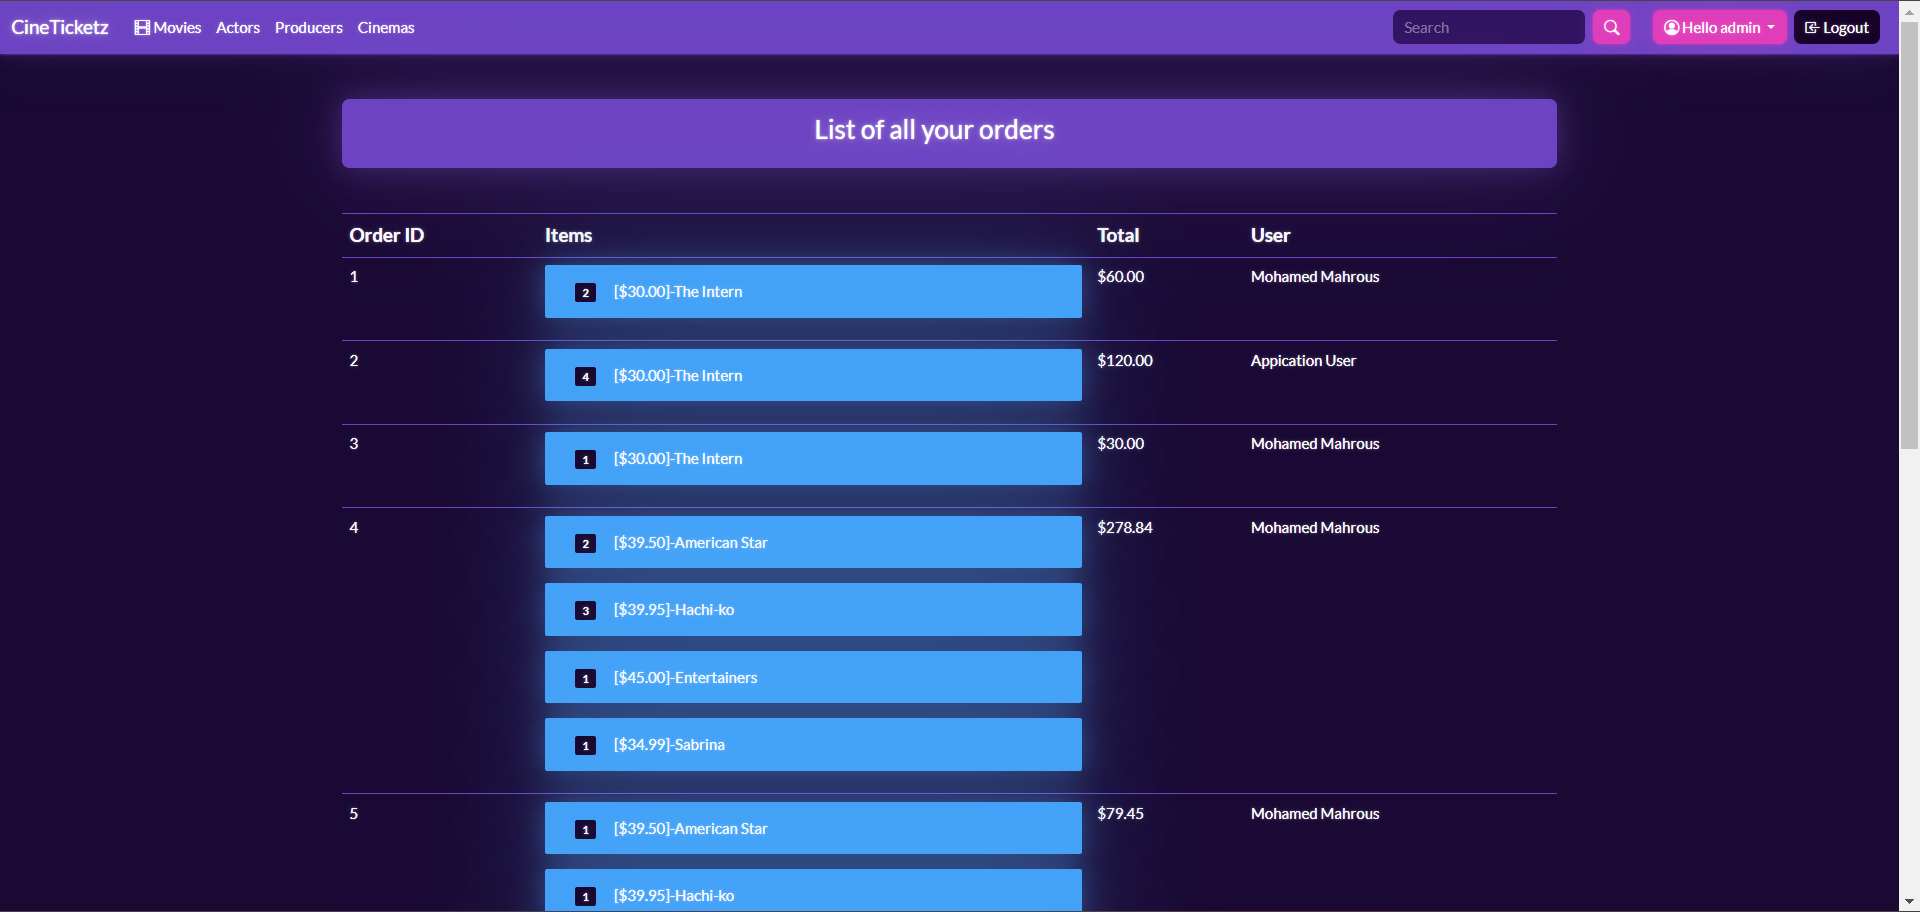 CineTicketz Movies Actors Producers Cinemas Search Hello admin Logout
List of all your orders
Order ID Items Total User
1 2 [$30.00]-The Intern $60.00 Mohamed Mahrous
2 4 [$30.00]-The Intern $120.00 Appication User
3 1 [$30.00]-The Intern $30.00 Mohamed Mahrous
4 2 [$39.50]-American Star $278.84 Mohamed Mahrous
3 [$39.95]-Hachi-ko
1 [$45.00]-Entertainers
1 [$34.99]-Sabrina
5 1 [$39.50]-American Star $79.45 Mohamed Mahrous
1 [$39.95]-Hachi-ko